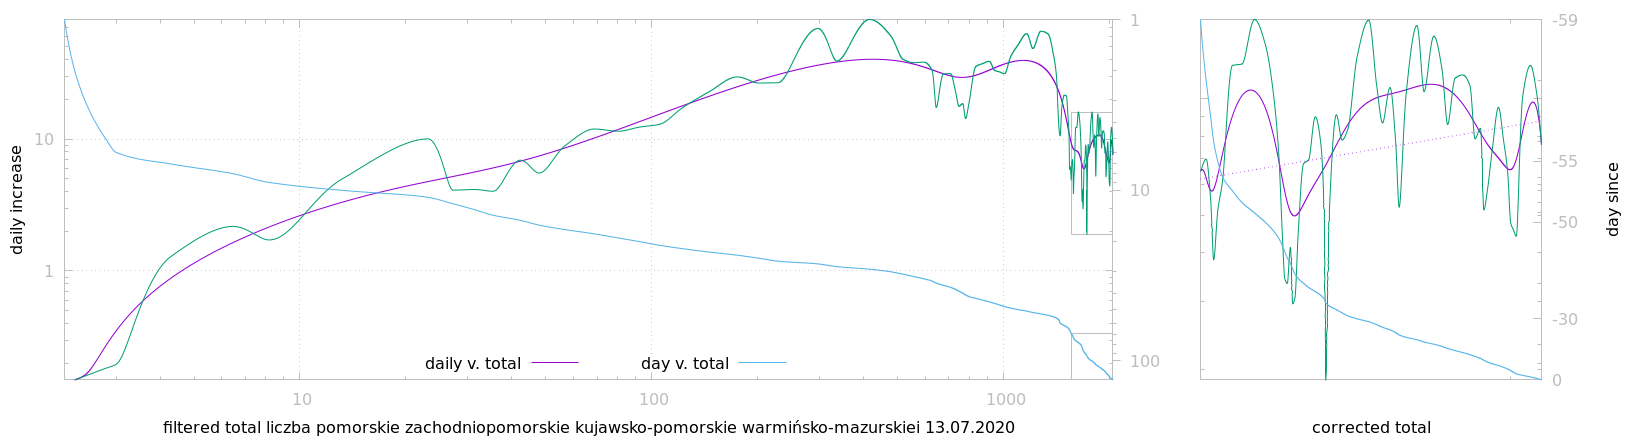 1
-59
10
daily increase
-55
10
day since
-50
1
-30
daily v. total
day v. total
100
0
10
100
1000
filtered total liczba pomorskie zachodniopomorskie kujawsko-pomorskie warmińsko-mazurskiei 13.07.2020
corrected total